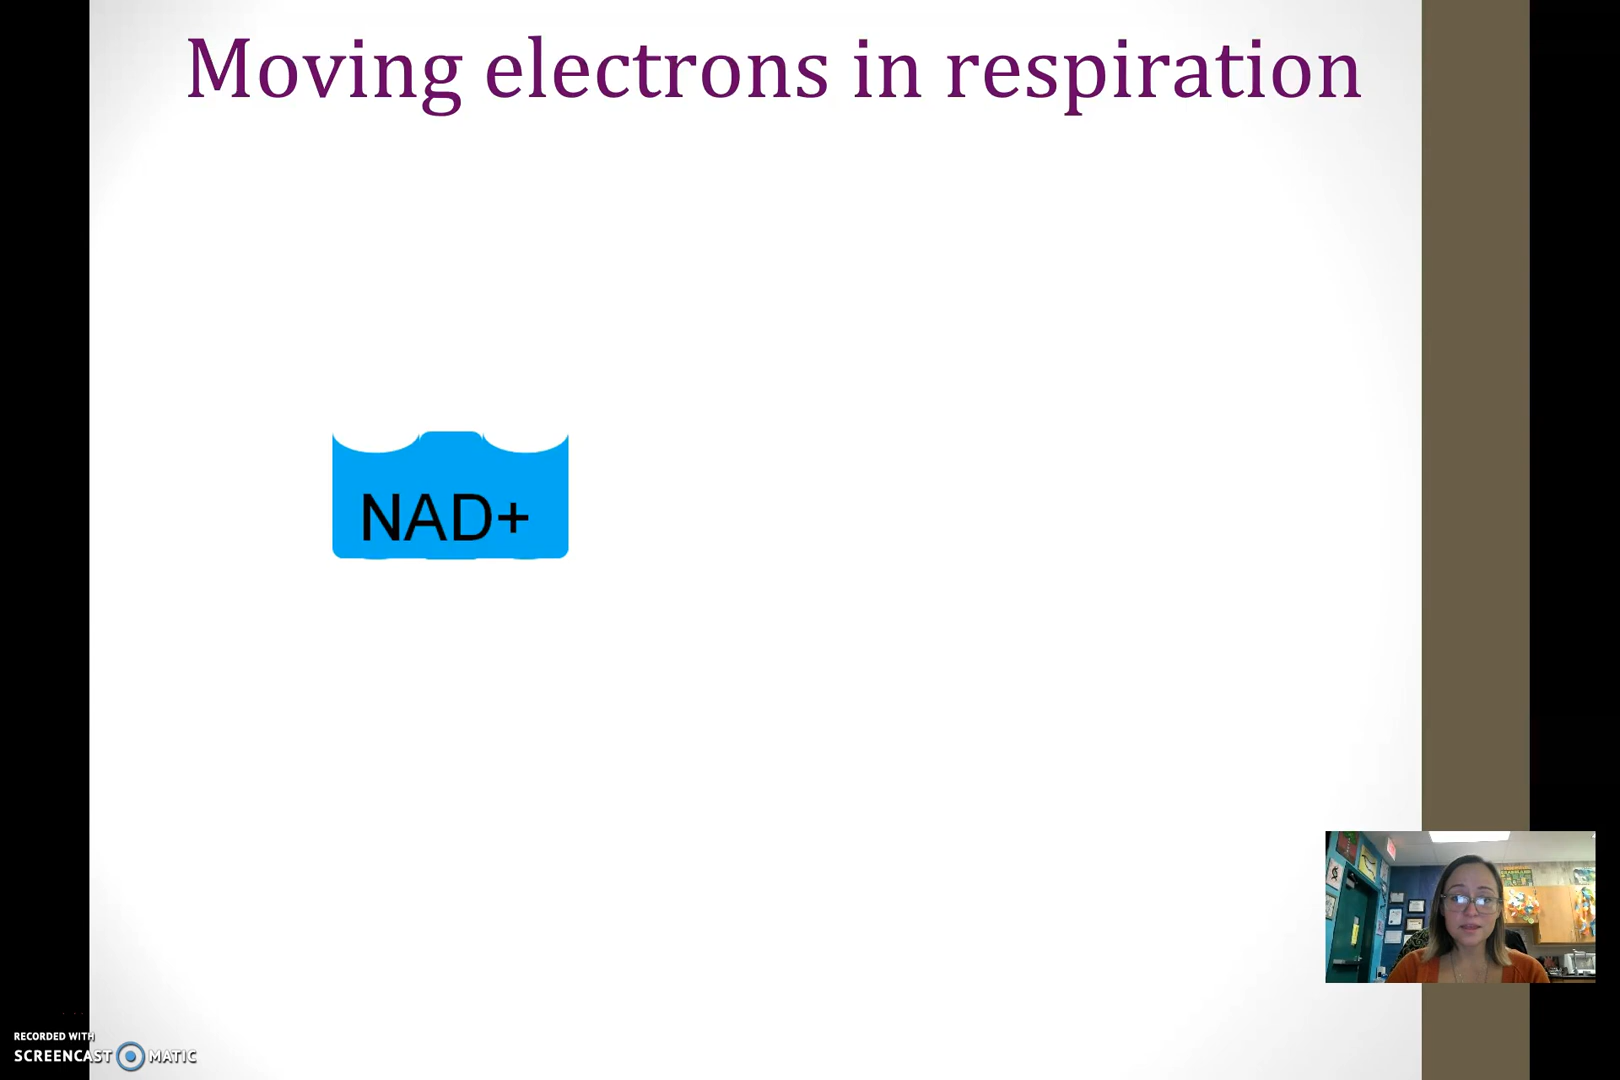 Moving electrons in respiration
NAD+
RECORDED WITH
SCREENCAST MATIC